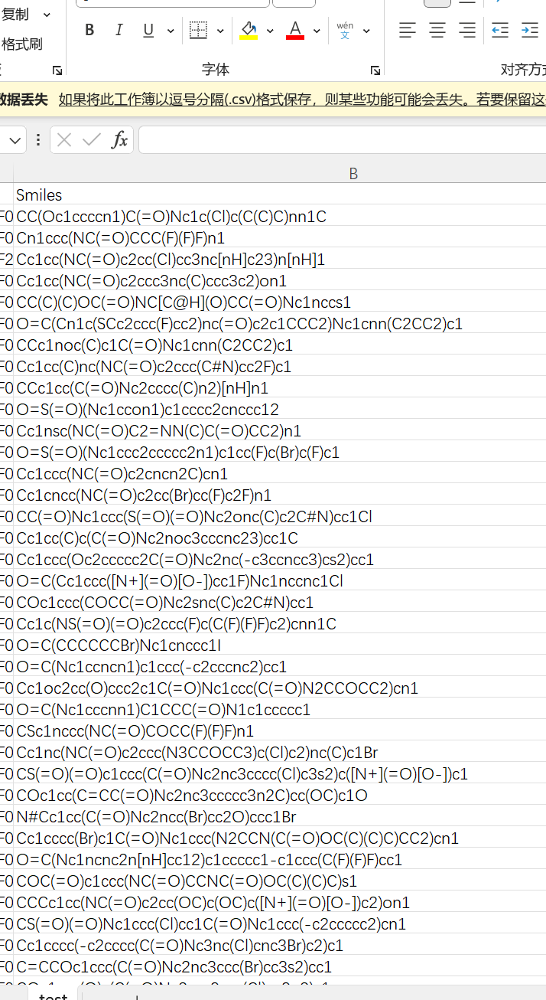 复制
格式刷
B I U A wén 文
字体
对齐方式
数据丢失 如果将此工作簿以逗号分隔(.csv)格式保存，则某些功能可能会丢失。若要保留这
fx
B
Smiles
F0 CC(Oc1ccccn1)C(=O)Nc1c(Cl)c(C(C)C)nn1C
F0 Cn1ccc(NC(=O)CCC(F)(F)F)n1
F2 Cc1cc(NC(=O)c2cc(Cl)cc3nc[nH]c23)n[nH]1
F0 Cc1cc(NC(=O)c2ccc3nc(C)ccc3c2)on1
F0 CC(C)(C)OC(=O)NC[C@H](O)CC(=O)Nc1nccs1
F0 O=C(Cn1c(SCc2ccc(F)cc2)nc(=O)c2c1CCC2)Nc1cnn(C2CC2)c1
F0 CCc1noc(C)c1C(=O)Nc1cnn(C2CC2)c1
F0 Cc1cc(C)nc(NC(=O)c2ccc(C#N)cc2F)c1
F0 CCc1cc(C(=O)Nc2cccc(C)n2)[nH]n1
F0 O=S(=O)(Nc1ccon1)c1cccc2cnccc12
F0 Cc1nsc(NC(=O)C2=NN(C)C(=O)CC2)n1
F0 O=S(=O)(Nc1ccc2ccccc2n1)c1cc(F)c(Br)c(F)c1
F0 Cc1ccc(NC(=O)c2cncn2C)cn1
F0 Cc1cncc(NC(=O)c2cc(Br)cc(F)c2F)n1
F0 CC(=O)Nc1ccc(S(=O)(=O)Nc2onc(C)c2C#N)cc1Cl
F0 Cc1cc(C)c(C(=O)Nc2noc3cccnc23)cc1C
F0 Cc1ccc(Oc2ccccc2C(=O)Nc2nc(-c3ccncc3)cs2)cc1
F0 O=C(Cc1ccc([N+](=O)[O-])cc1F)Nc1nccnc1Cl
F0 COc1ccc(COCC(=O)Nc2snc(C)c2C#N)cc1
F0 Cc1c(NS(=O)(=O)c2ccc(F)c(C(F)(F)F)c2)cnn1C
F0 O=C(CCCCCCBr)Nc1cnccc1I
F0 O=C(Nc1ccncn1)c1ccc(-c2cccnc2)cc1
F0 Cc1oc2cc(O)ccc2c1C(=O)Nc1ccc(C(=O)N2CCOCC2)cn1
F0 O=C(Nc1cccnn1)C1CCC(=O)N1c1ccccc1
F0 CSc1nccc(NC(=O)COCC(F)(F)F)n1
F0 Cc1nc(NC(=O)c2ccc(N3CCOCC3)c(Cl)c2)nc(C)c1Br
F0 CS(=O)(=O)c1ccc(C(=O)Nc2nc3cccc(Cl)c3s2)c([N+](=O)[O-])c1
F0 COc1cc(C=CC(=O)Nc2nc3ccccc3n2C)cc(OC)c1O
F0 N#Cc1cc(C(=O)Nc2ncc(Br)cc2O)ccc1Br
F0 Cc1cccc(Br)c1C(=O)Nc1ccc(N2CCN(C(=O)OC(C)(C)C)CC2)cn1
F0 O=C(Nc1ncnc2n[nH]cc12)c1ccccc1-c1ccc(C(F)(F)F)cc1
F0 COC(=O)c1ccc(NC(=O)CCNC(=O)OC(C)(C)C)s1
F0 CCCc1cc(NC(=O)c2cc(OC)c(OC)c([N+](=O)[O-])c2)on1
F0 CS(=O)(=O)Nc1ccc(Cl)cc1C(=O)Nc1ccc(-c2ccccc2)cn1
F0 Cc1cccc(-c2cccc(C(=O)Nc3nc(Cl)cnc3Br)c2)c1
F0 C=CCOc1ccc(C(=O)Nc2nc3ccc(Br)cc3s2)cc1
test